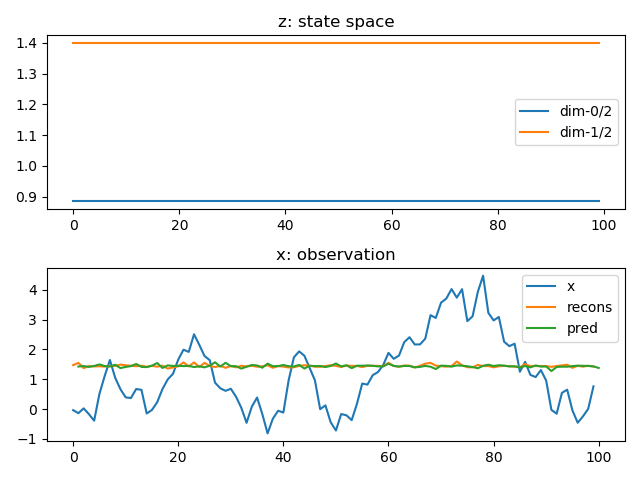 z: state space
1.4
1.3
1.2
1.1
1.0
0.9
dim-0/2
dim-1/2
0 20 40 60 80 100
x: observation
4
3
2
1
0
−1
x
recons
pred
0 20 40 60 80 100